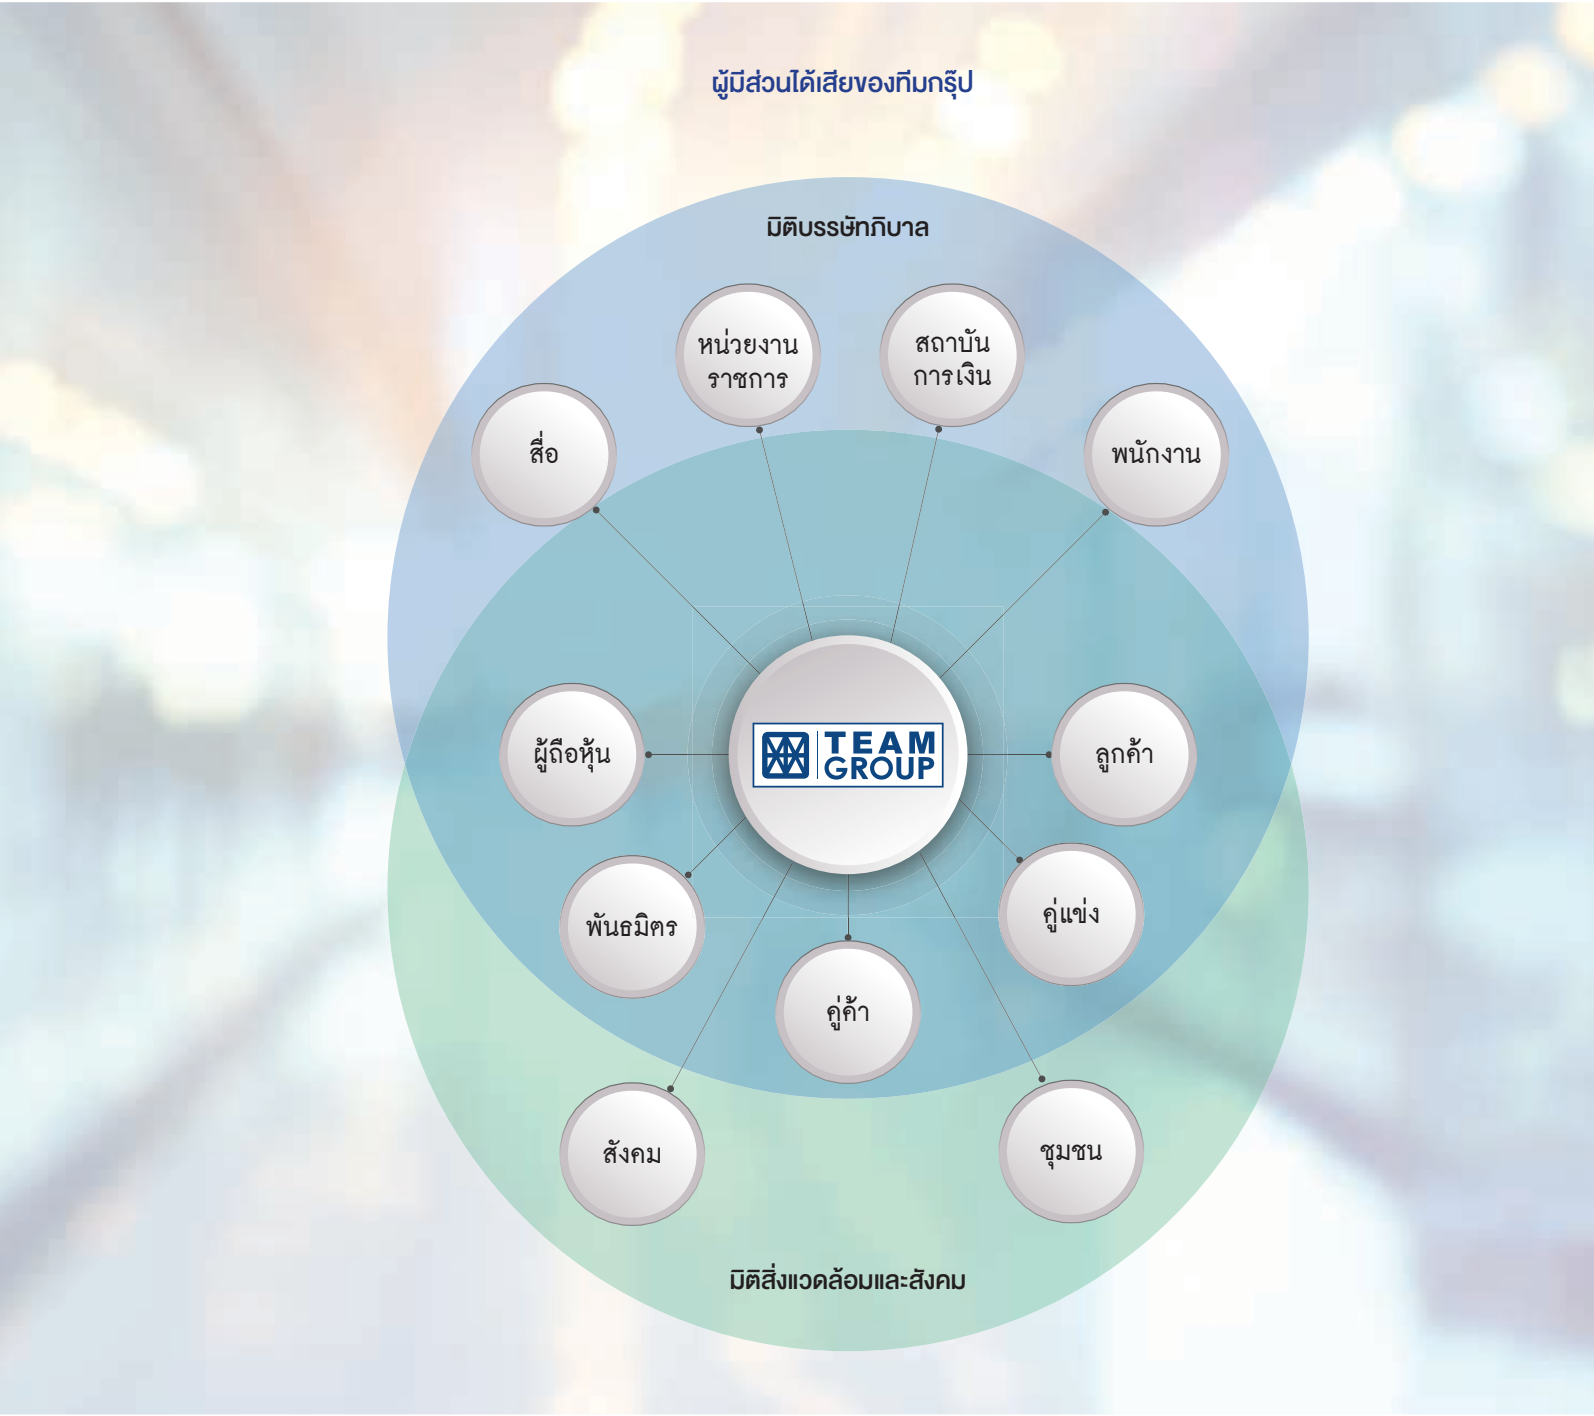 ผู้มีส่วนได้เสียของทีมกรุ๊ป
มิติบรรษัทภิบาล
หน่วยงาน
ราชการ
สถาบัน
การเงิน
สื่อ
พนักงาน
ผู้ถือหุ้น
TEAM
GROUP
ลูกค้า
พันธมิตร
คู่แข่ง
คู่ค้า
สังคม
ชุมชน
มิติสิ่งแวดล้อมและสังคม